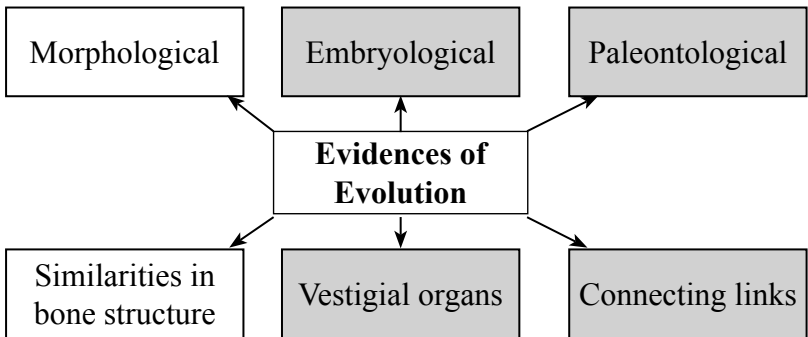 Morphological
Embryological
Paleontological
Evidences of
Evolution
Similarities in
bone structure
Vestigial organs
Connecting links